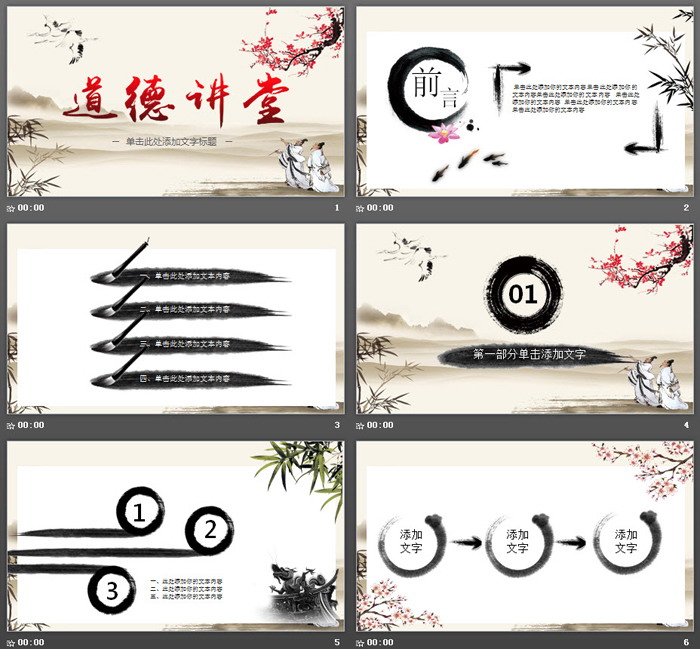 道德讲堂
— 单击此处添加文字标题 —
00:00
1
前言
单击此处添加你的文本内容单击此处添加你的
文本内容单击此处添加你的文本内容 单击此处
添加你的文本内容 单击此处添加你的文本内容
单击此处添加你的文本内容
00:00
2
一、单击此处添加文本内容
二、单击此处添加文本内容
三、单击此处添加文本内容
四、单击此处添加文本内容
00:00
3
01
第一部分单击添加文字
00:00
4
1
2
3
一、此处添加你的文本内容
二、此处添加你的文本内容
三、此处添加你的文本内容
00:00
5
添加
文字
添加
文字
添加
文字
00:00
6